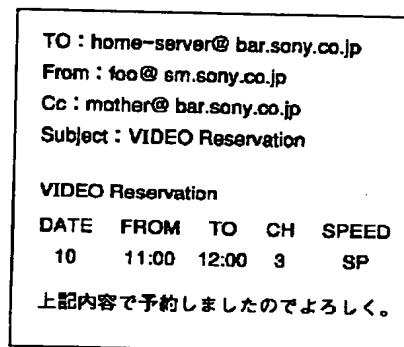 TO : home-server@ bar.sony.co.jp
From : foo@ sm.sony.co.jp
Cc : mother@ bar.sony.co.jp
Subject : VIDEO Reservation
VIDEO Reservation
DATE FROM TO CH SPEED
10 11:00 12:00 3 SP
上記内容で予約しましたのでよろしく。